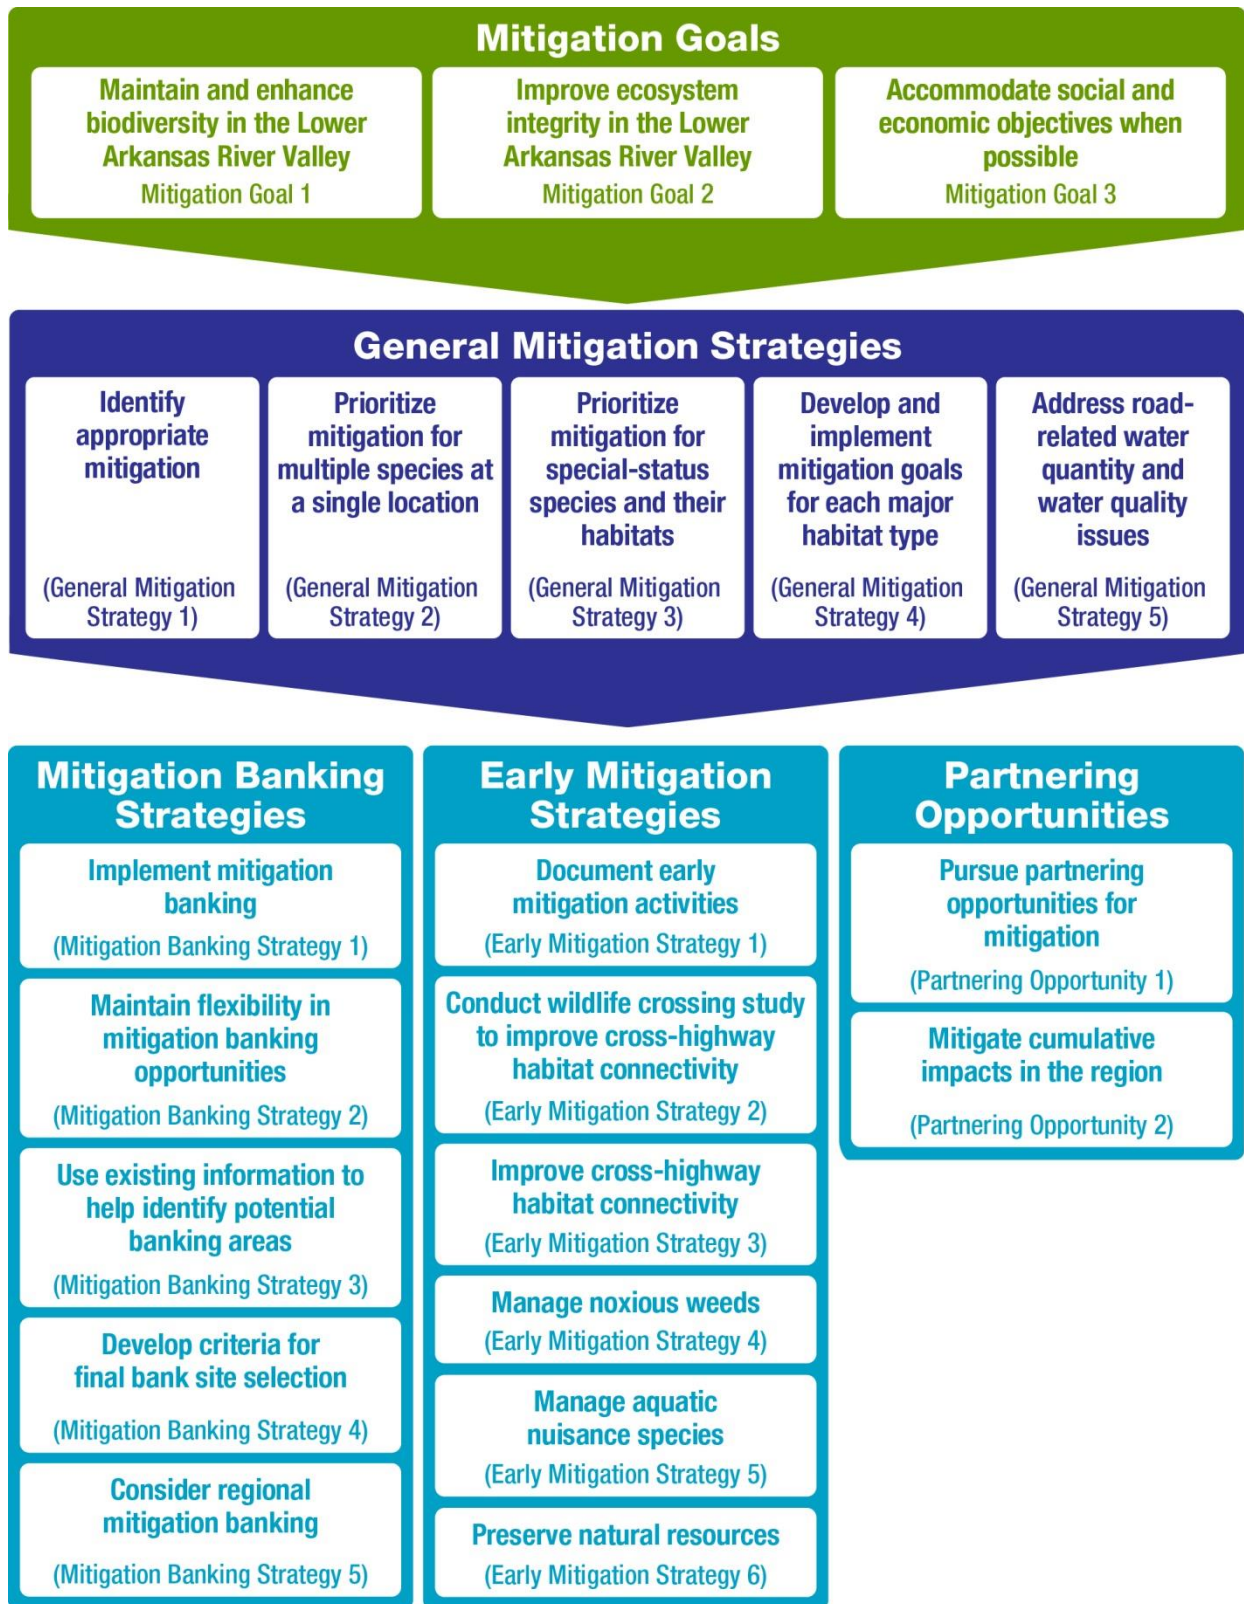 Mitigation Goals
Maintain and enhance
biodiversity in the Lower
Arkansas River Valley
Mitigation Goal 1
Improve ecosystem
integrity in the Lower
Arkansas River Valley
Mitigation Goal 2
Accommodate social and
economic objectives when
possible
Mitigation Goal 3
General Mitigation Strategies
Identify
appropriate
mitigation
(General Mitigation
Strategy 1)
Prioritize
mitigation for
multiple species at
a single location
(General Mitigation
Strategy 2)
Prioritize
mitigation for
special-status
species and their
habitats
(General Mitigation
Strategy 3)
Develop and
implement
mitigation goals
for each major
habitat type
(General Mitigation
Strategy 4)
Address road-
related water
quantity and
water quality
issues
(General Mitigation
Strategy 5)
Mitigation Banking
Strategies
Implement mitigation
banking
(Mitigation Banking Strategy 1)
Maintain flexibility in
mitigation banking
opportunities
(Mitigation Banking Strategy 2)
Use existing information to
help identify potential
banking areas
(Mitigation Banking Strategy 3)
Develop criteria for
final bank site selection
(Mitigation Banking Strategy 4)
Consider regional
mitigation banking
(Mitigation Banking Strategy 5)
Early Mitigation
Strategies
Document early
mitigation activities
(Early Mitigation Strategy 1)
Conduct wildlife crossing study
to improve cross-highway
habitat connectivity
(Early Mitigation Strategy 2)
Improve cross-highway
habitat connectivity
(Early Mitigation Strategy 3)
Manage noxious weeds
(Early Mitigation Strategy 4)
Manage aquatic
nuisance species
(Early Mitigation Strategy 5)
Preserve natural resources
(Early Mitigation Strategy 6)
Partnering
Opportunities
Pursue partnering
opportunities for
mitigation
(Partnering Opportunity 1)
Mitigate cumulative
impacts in the region
(Partnering Opportunity 2)